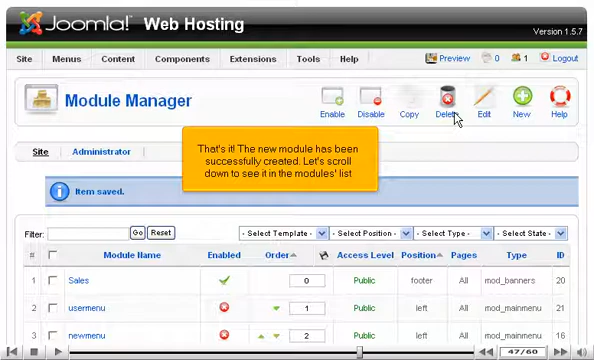 Joomla!™ Web Hosting
Version 1.5.7
Site Menus Content Components Extensions Tools Help Preview 0 1 Logout
Module Manager
Enable Disable Copy Delete Edit New Help
That's it! The new module has been
successfully created. Let's scroll
down to see it in the modules' list
Site Administrator
Item saved.
Filter: Go Reset - Select Template - - Select Position - - Select Type - - Select State -
# Module Name Enabled Order Access Level Position Pages Type ID
1 Sales 0 Public footer All mod_banners 20
2 usermenu 1 Public left All mod_mainmenu 21
3 newmenu 2 Public left All mod_mainmenu 16
47/60